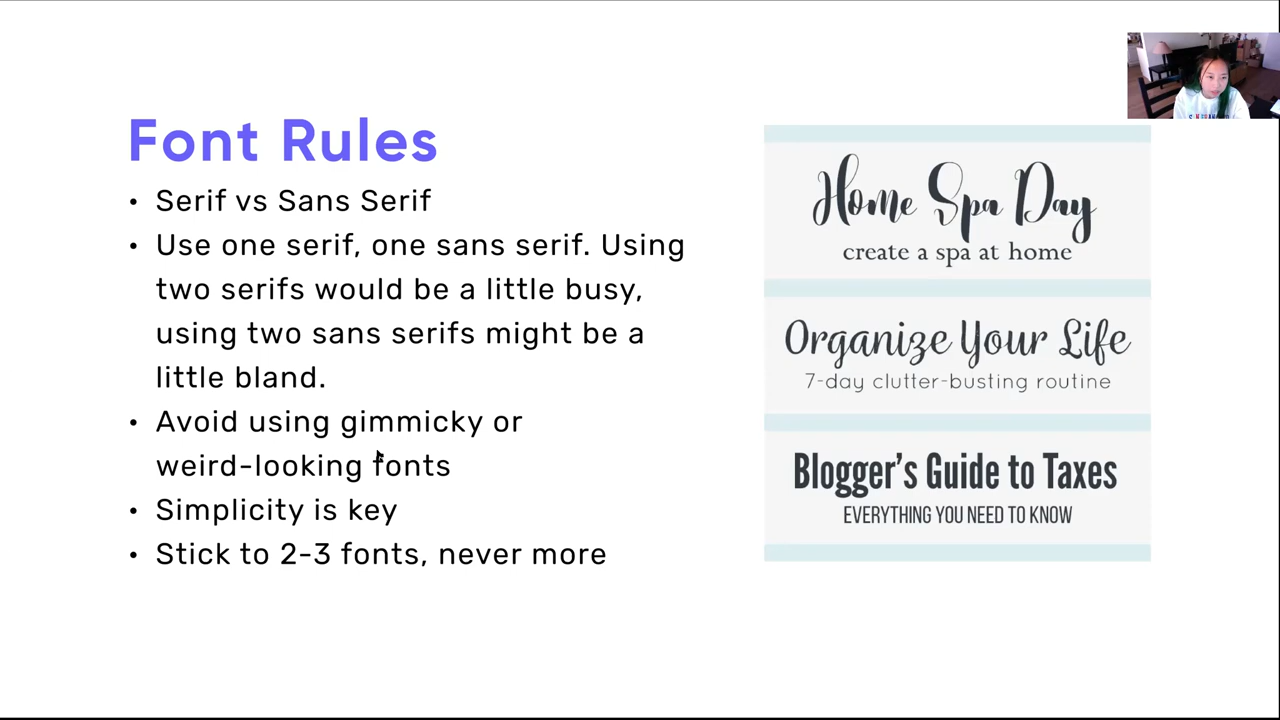 Font Rules
• Serif vs Sans Serif
• Use one serif, one sans serif. Using
two serifs would be a little busy,
using two sans serifs might be a
little bland.
• Avoid using gimmicky or
weird-looking fonts
• Simplicity is key
• Stick to 2-3 fonts, never more
Home Spa Day
create a spa at home
Organize Your Life
7-day clutter-busting routine
Blogger's Guide to Taxes
EVERYTHING YOU NEED TO KNOW